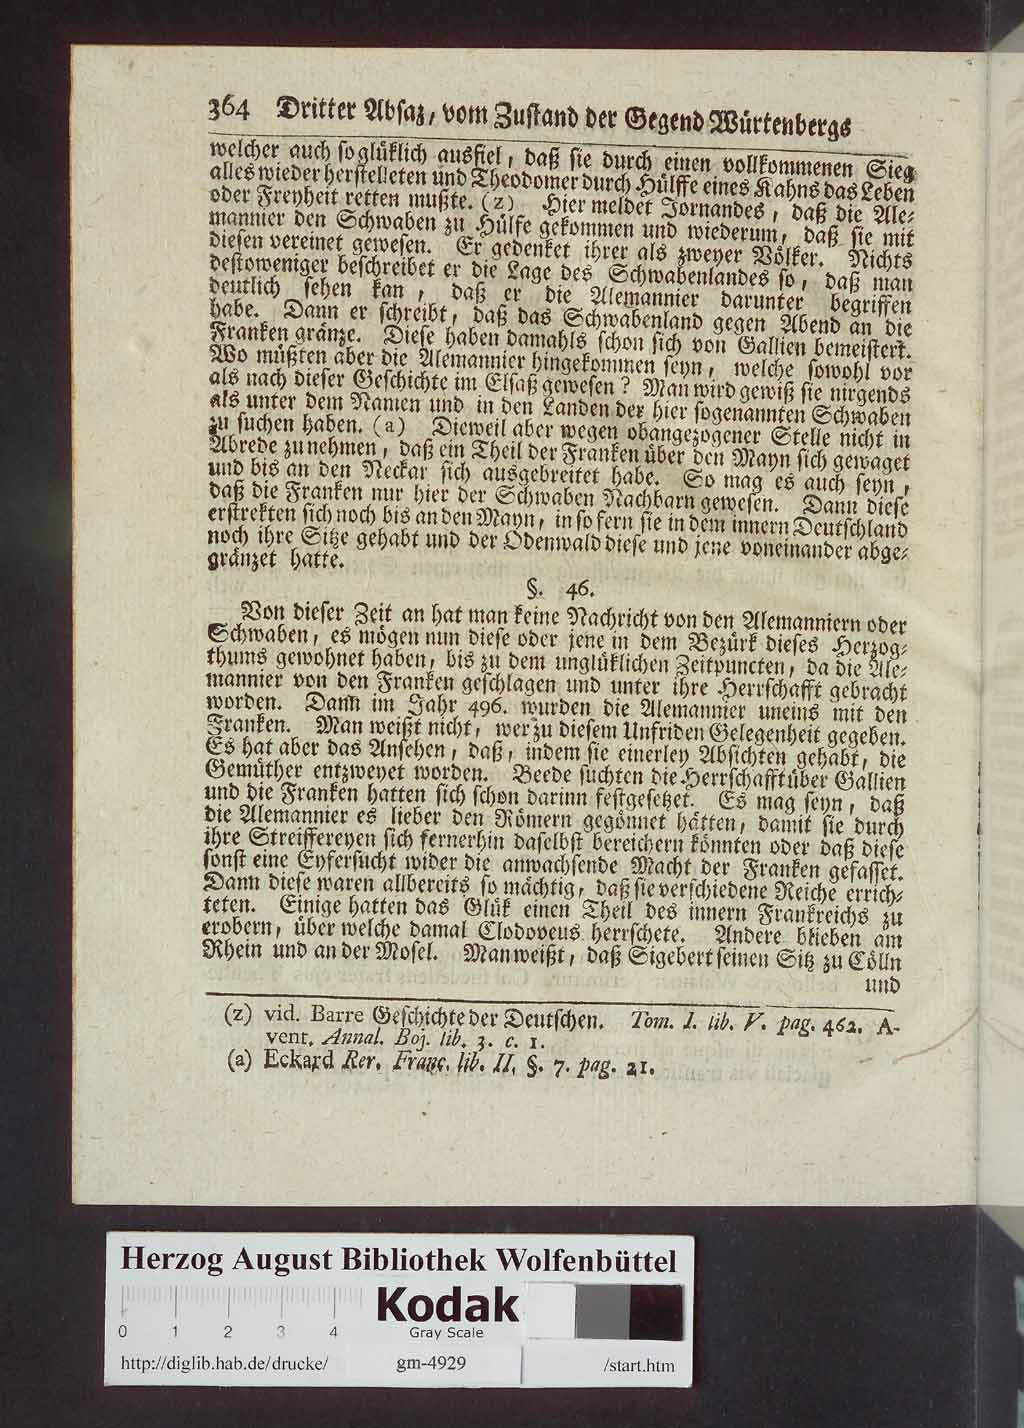 364 Dritter Absaz, vom Zustand der Gegend Würtenbergs
welcher auch so glüklich ausfiel, daß sie durch einen vollkommenen Sieg
alles wieder herstelleten und Theodomer durch Hülffe eines Kahns das Leben
oder Freyheit retten mußte. (z) Hier meldet Jornandes, daß die Ale-
mannier den Schwaben zu Hülfe gekommen und wiederum, daß sie mit
diesen vereinet gewesen. Er gedenket ihrer als zweyer Völker. Nichts
destoweniger beschreibet er die Lage des Schwabenlandes so, daß man
deutlich sehen kan, daß er die Alemannier darunter begriffen
habe. Dann er schreibt, daß das Schwabenland gegen Abend an die
Franken gränze. Diese haben damahls schon sich von Gallien bemeistert.
Wo müßten aber die Alemannier hingekommen seyn, welche sowohl vor
als nach dieser Geschichte im Elsaß gewesen? Man wird gewiß sie nirgends
als unter dem Namen und in den Landen der hier sogenannten Schwaben
zu suchen haben. (a) Dieweil aber wegen obangezogener Stelle nicht in
Abrede zu nehmen, daß ein Theil der Franken über den Mayn sich gewaget
und bis an den Neckar sich ausgebreitet habe. So mag es auch seyn,
daß die Franken nur hier der Schwaben Nachbarn gewesen. Dann diese
erstrekten sich noch bis an den Mayn, in so fern sie in dem innern Deutschland
noch ihre Sitze gehabt und der Odenwald diese und jene voneinander abge-
gränzet hatte.
§. 46.
Von dieser Zeit an hat man keine Nachricht von den Alemanniern oder
Schwaben, es mögen nun diese oder jene in dem Bezürk dieses Herzog-
thums gewohnet haben, bis zu dem unglüklichen Zeitpuncten, da die Ale-
mannier von den Franken geschlagen und unter ihre Herrschafft gebracht
worden. Dann im Jahr 496. wurden die Alemannier uneins mit den
Franken. Man weißt nicht, wer zu diesem Unfriden Gelegenheit gegeben.
Es hat aber das Ansehen, daß, indem sie einerley Absichten gehabt, die
Gemüther entzweyet worden. Beede suchten die Herrschafft über Gallien
und die Franken hatten sich schon darinn festgesetzet. Es mag seyn, daß
die Alemannier es lieber den Römern gegönnet hätten, damit sie durch
ihre Streiffereyen sich fernerhin daselbst bereichern könnten oder daß diese
sonst eine Eyfersucht wider die anwachsende Macht der Franken gefasset.
Dann diese waren allbereits so mächtig, daß sie verschiedene Reiche errich-
teten. Einige hatten das Glük einen Theil des innern Frankreichs zu
erobern, über welche damal Clodoveus herrschete. Andere blieben am
Rhein und an der Mosel. Man weißt, daß Sigebert seinen Sitz zu Cölln
und
(z) vid. Barre Geschichte der Deutschen. Tom. I. lib. V. pag. 462. A-
vent. Annal. Boj. lib. 3. c. 1.
(a) Eckard Rer. Franc. lib. II. §. 7. pag. 21.
Herzog August Bibliothek Wolfenbüttel
Kodak
0 1 2 3 4 Gray Scale
http://diglib.hab.de/drucke/ gm-4929 /start.htm